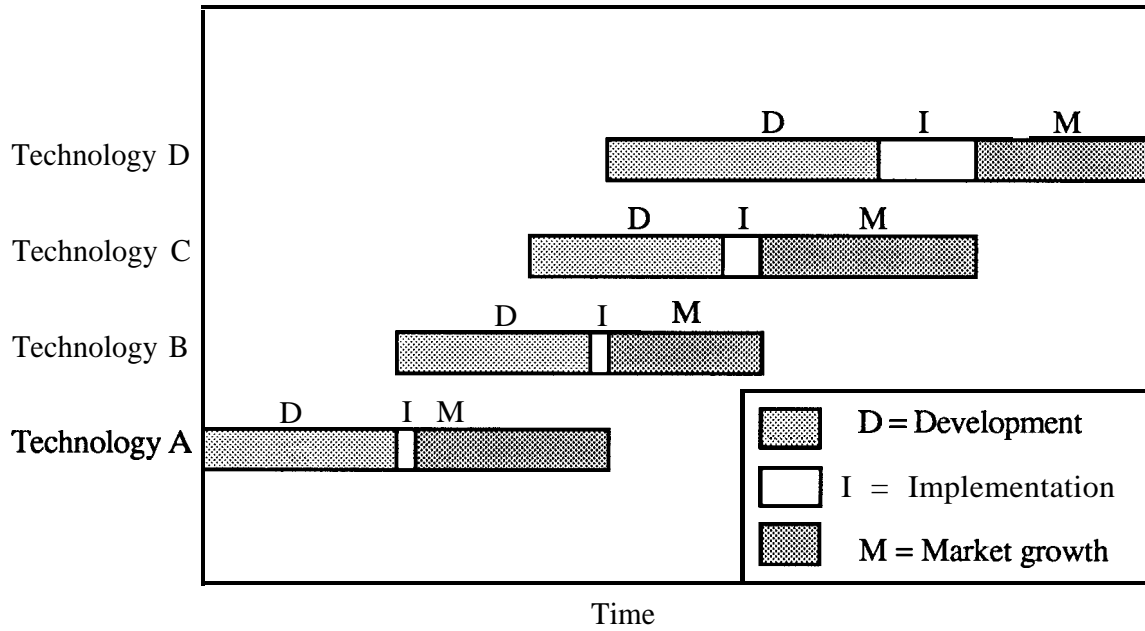 D I M
Technology D
D I M
Technology C
D I M
Technology B
D I M
Technology A
D = Development
I = Implementation
M = Market growth
Time